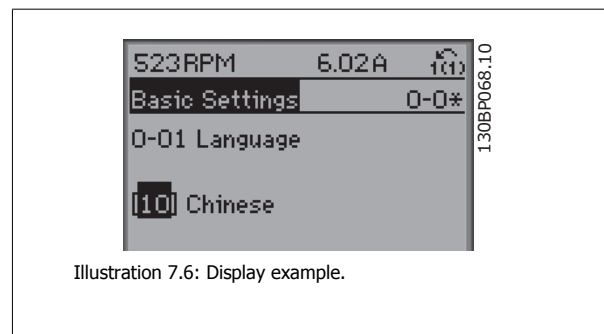 523RPM 6.02A 1(1)
Basic Settings 0-0*
0-01 Language
[10] Chinese
130BP068.10
Illustration 7.6: Display example.